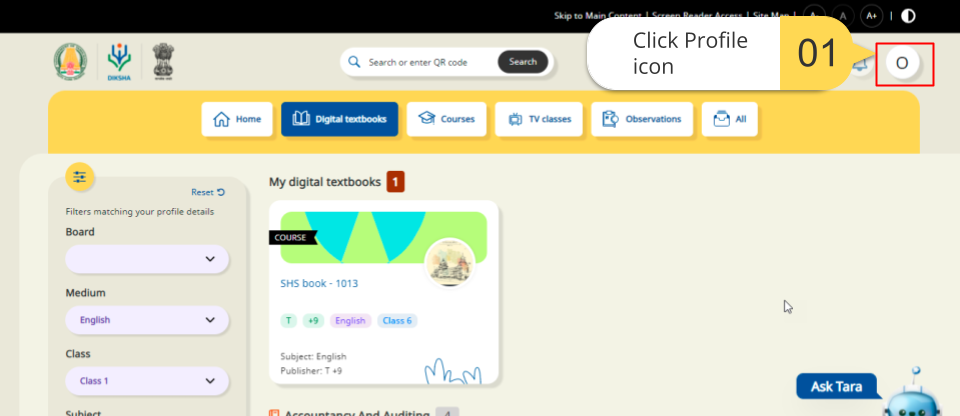 Skip to Main Content | Screen Reader Access | Site Map | A- A A+ |
Click Profile
icon
01
DIKSHA
Search or enter QR code
Search
O
Home
Digital textbooks
Courses
TV classes
Observations
All
Reset
Filters matching your profile details
Board
Medium
English
Class
Class 1
Subject
My digital textbooks 1
COURSE
SHS book - 1013
T
+9
English
Class 6
Subject: English
Publisher: T +9
Accountancy And Auditing 4
Ask Tara